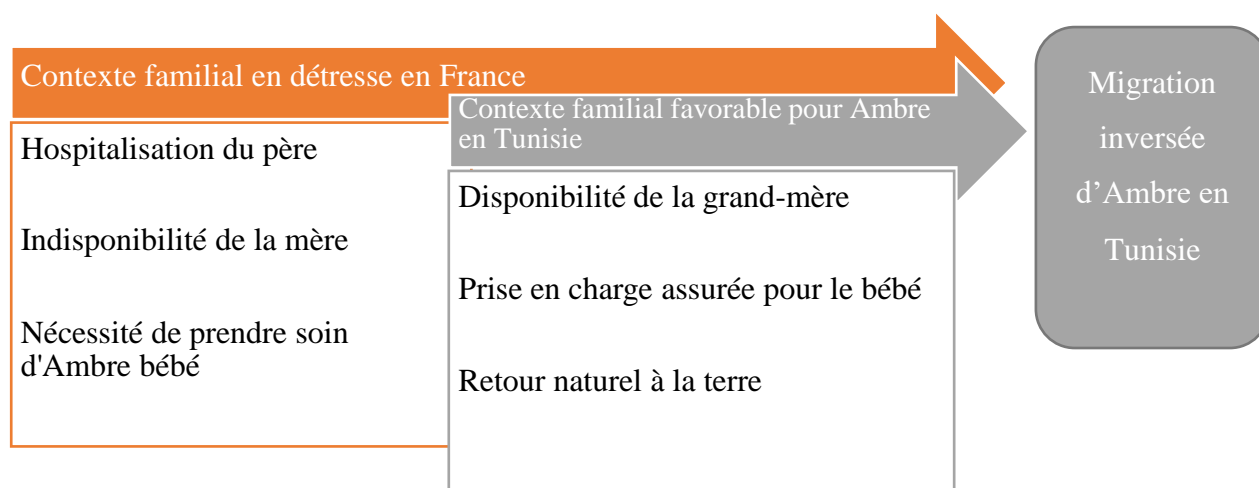 Contexte familial en détresse en France
Hospitalisation du père
Indisponibilité de la mère
Nécessité de prendre soin
d'Ambre bébé
Contexte familial favorable pour Ambre
en Tunisie
Disponibilité de la grand-mère
Prise en charge assurée pour le bébé
Retour naturel à la terre
Migration
inversée
d’Ambre en
Tunisie